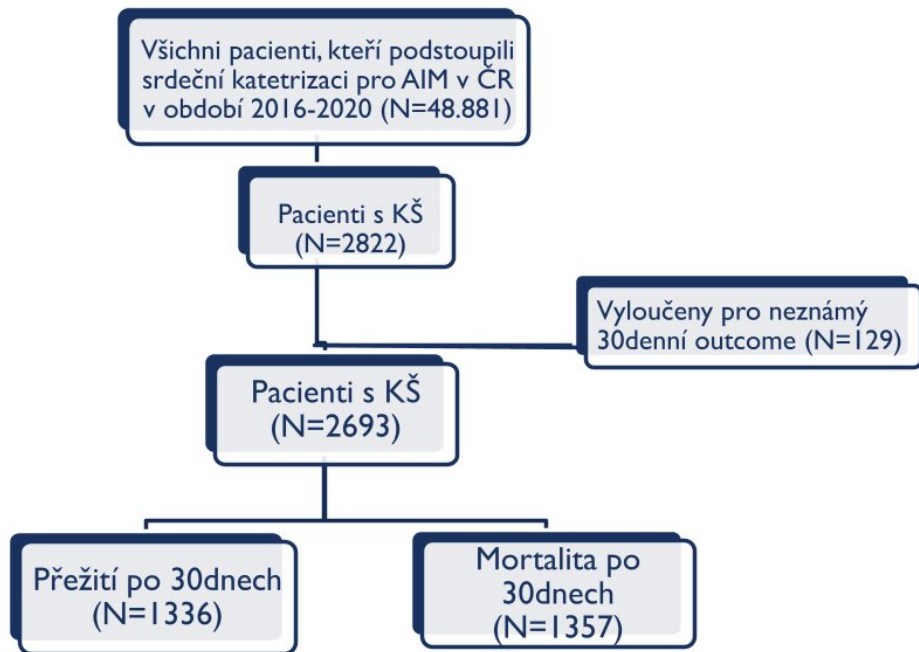 Všichni pacienti, kteří podstoupili
srdeční katetrizaci pro AIM v ČR
v období 2016-2020 (N=48.881)
Pacienti s KŠ
(N=2822)
Vyloučeny pro neznámý
30denní outcome (N=129)
Pacienti s KŠ
(N=2693)
Přežití po 30dnech
(N=1336)
Mortalita po
30dnech
(N=1357)